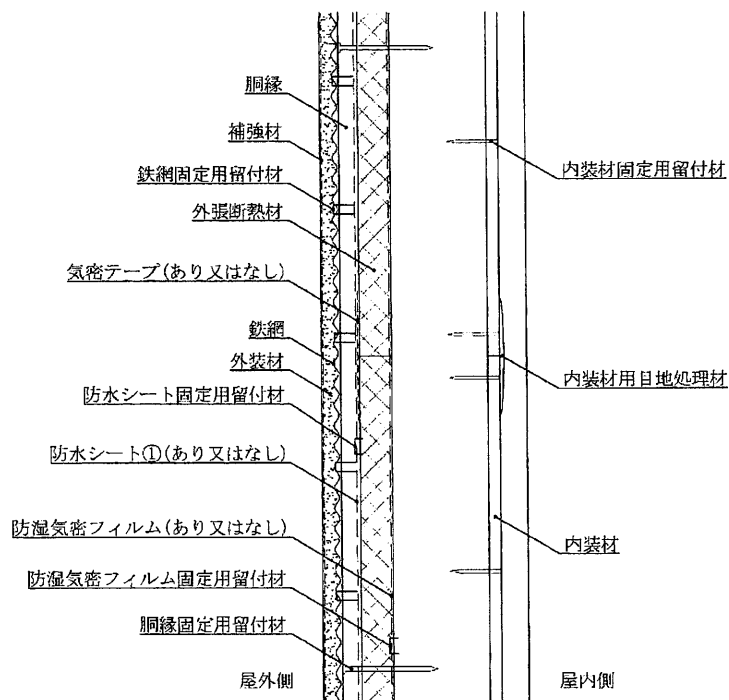 胴縁
補強材
鉄網固定用留付材
外張断熱材
気密テープ(あり又はなし)
鉄網
外装材
防水シート固定用留付材
防水シート①(あり又はなし)
防湿気密フィルム(あり又はなし)
防湿気密フィルム固定用留付材
胴縁固定用留付材
屋外側
内装材固定用留付材
内装材用目地処理材
内装材
屋内側